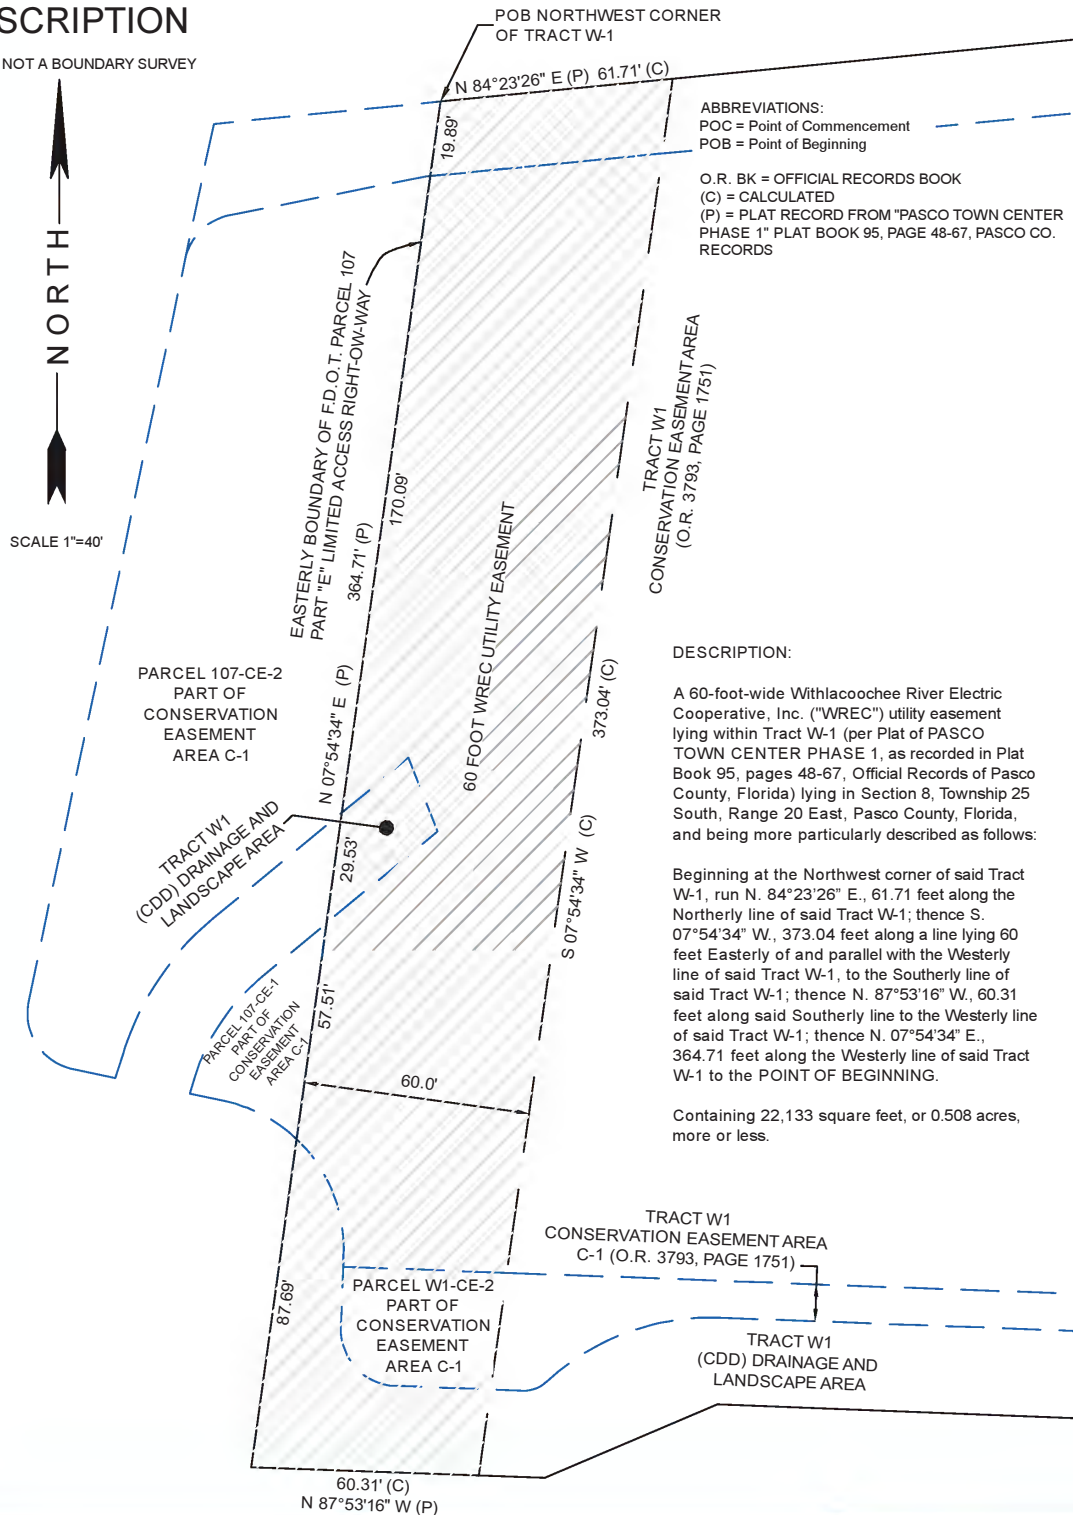 SCRIPTION
NOT A BOUNDARY SURVEY
NORTH
SCALE 1"=40'
POB NORTHWEST CORNER
OF TRACT W-1
N 84°23'26" E (P) 61.71' (C)
ABBREVIATIONS:
POC = Point of Commencement
POB = Point of Beginning
O.R. BK = OFFICIAL RECORDS BOOK
(C) = CALCULATED
(P) = PLAT RECORD FROM "PASCO TOWN CENTER
PHASE 1" PLAT BOOK 95, PAGE 48-67, PASCO CO.
RECORDS
19.89'
EASTERLY BOUNDARY OF F.D.O.T. PARCEL 107
PART "E" LIMITED ACCESS RIGHT-OW-WAY
364.71' (P)
170.09'
N 07°54'34" E (P)
60 FOOT WREC UTILITY EASEMENT
TRACT W1
CONSERVATION EASEMENT AREA
(O.R. 3793, PAGE 1751)
373.04' (C)
S 07°54'34" W (C)
PARCEL 107-CE-2
PART OF
CONSERVATION
EASEMENT
AREA C-1
TRACT W1
(CDD) DRAINAGE AND
LANDSCAPE AREA
29.53'
57.51'
PARCEL 107-CE-1
PART OF
CONSERVATION
EASEMENT
AREA C-1
60.0'
87.69'
DESCRIPTION:
A 60-foot-wide Withlacoochee River Electric
Cooperative, Inc. ("WREC") utility easement
lying within Tract W-1 (per Plat of PASCO
TOWN CENTER PHASE 1, as recorded in Plat
Book 95, pages 48-67, Official Records of Pasco
County, Florida) lying in Section 8, Township 25
South, Range 20 East, Pasco County, Florida,
and being more particularly described as follows:
Beginning at the Northwest corner of said Tract
W-1, run N. 84°23'26” E., 61.71 feet along the
Northerly line of said Tract W-1; thence S.
07°54'34” W., 373.04 feet along a line lying 60
feet Easterly of and parallel with the Westerly
line of said Tract W-1, to the Southerly line of
said Tract W-1; thence N. 87°53'16” W., 60.31
feet along said Southerly line to the Westerly line
of said Tract W-1; thence N. 07°54'34” E.,
364.71 feet along the Westerly line of said Tract
W-1 to the POINT OF BEGINNING.
Containing 22,133 square feet, or 0.508 acres,
more or less.
TRACT W1
CONSERVATION EASEMENT AREA
C-1 (O.R. 3793, PAGE 1751)
PARCEL W1-CE-2
PART OF
CONSERVATION
EASEMENT
AREA C-1
TRACT W1
(CDD) DRAINAGE AND
LANDSCAPE AREA
60.31' (C)
N 87°53'16" W (P)